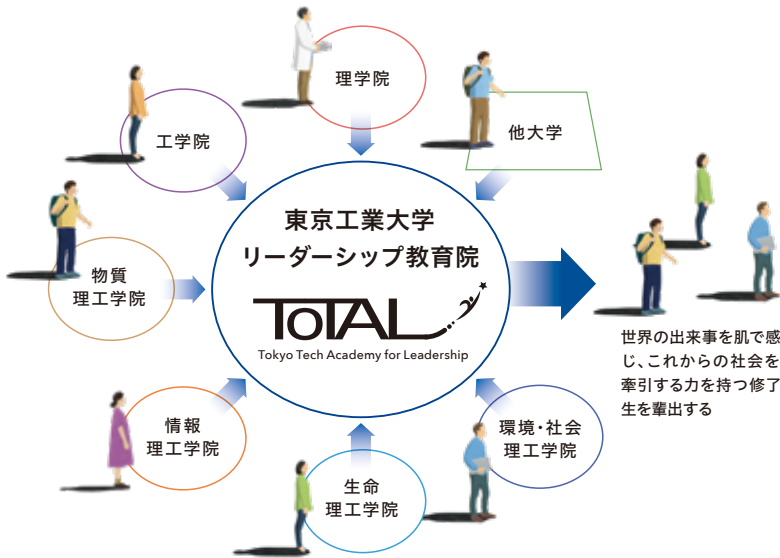 理学院
工学院
他大学
東京工業大学
リーダーシップ教育院
TOTAL
Tokyo Tech Academy for Leadership
物質
理工学院
世界の出来事を肌で感
じ、これからの社会を
牽引する力を持つ修了
生を輩出する
情報
理工学院
環境・社会
理工学院
生命
理工学院